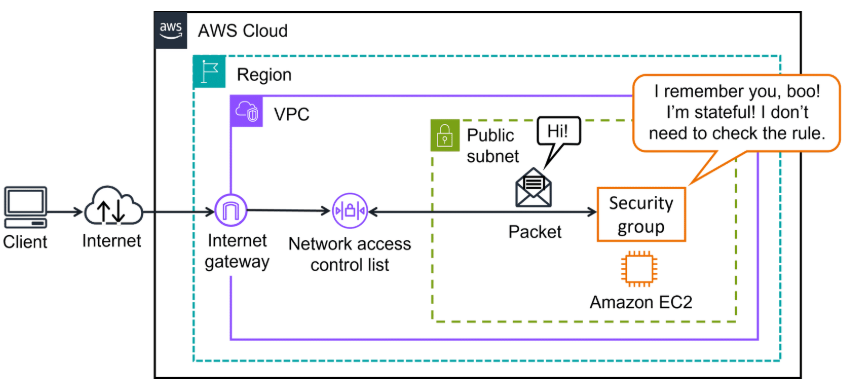 aws
AWS Cloud
Region
VPC
I remember you, boo!
I'm stateful! I don't
need to check the rule.
Public
subnet
Hi!
Security
group
Client
Internet
Internet
gateway
Network access
control list
Packet
Amazon EC2